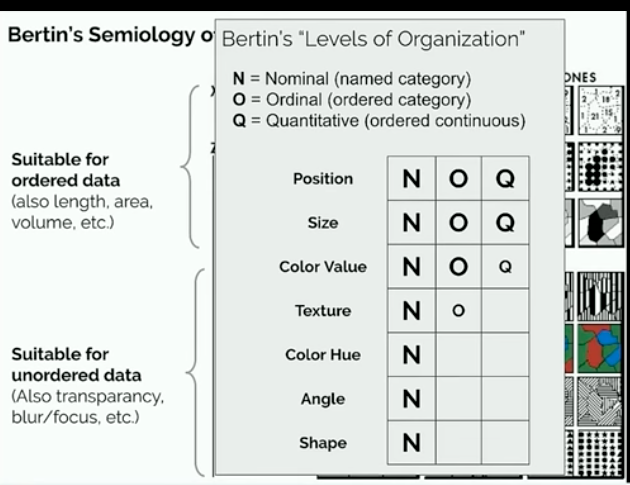 Bertin's Semiology o
Bertin's "Levels of Organization"
N = Nominal (named category)
O = Ordinal (ordered category)
Q = Quantitative (ordered continuous)
Suitable for
ordered data
(also length, area,
volume, etc.)
Position N O Q
Size N O Q
Color Value N O Q
Texture N O
Color Hue N
Angle N
Shape N
Suitable for
unordered data
(Also transparancy,
blur/focus, etc.)